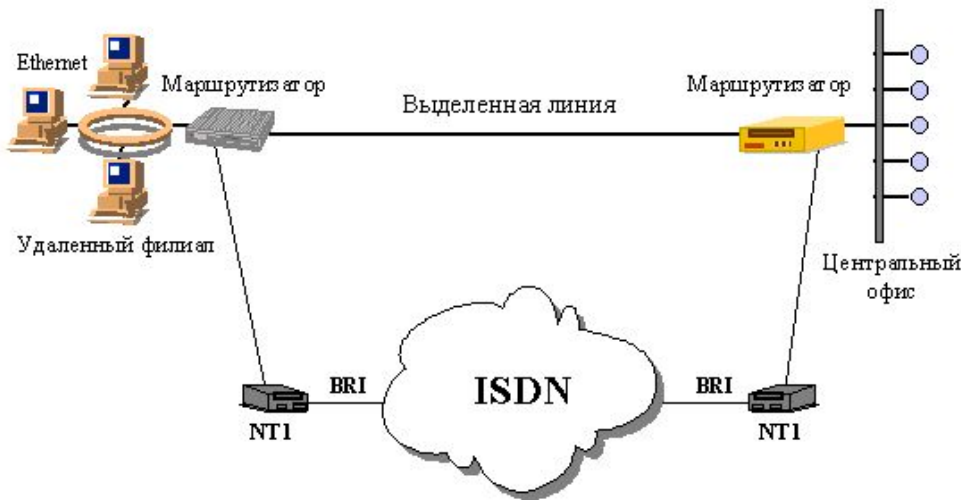 Ethernet
Маршрутизатор
Выделенная линия
Маршрутизатор
Удаленный филиал
Центральный
офис
BRI
ISDN
BRI
NT1
NT1